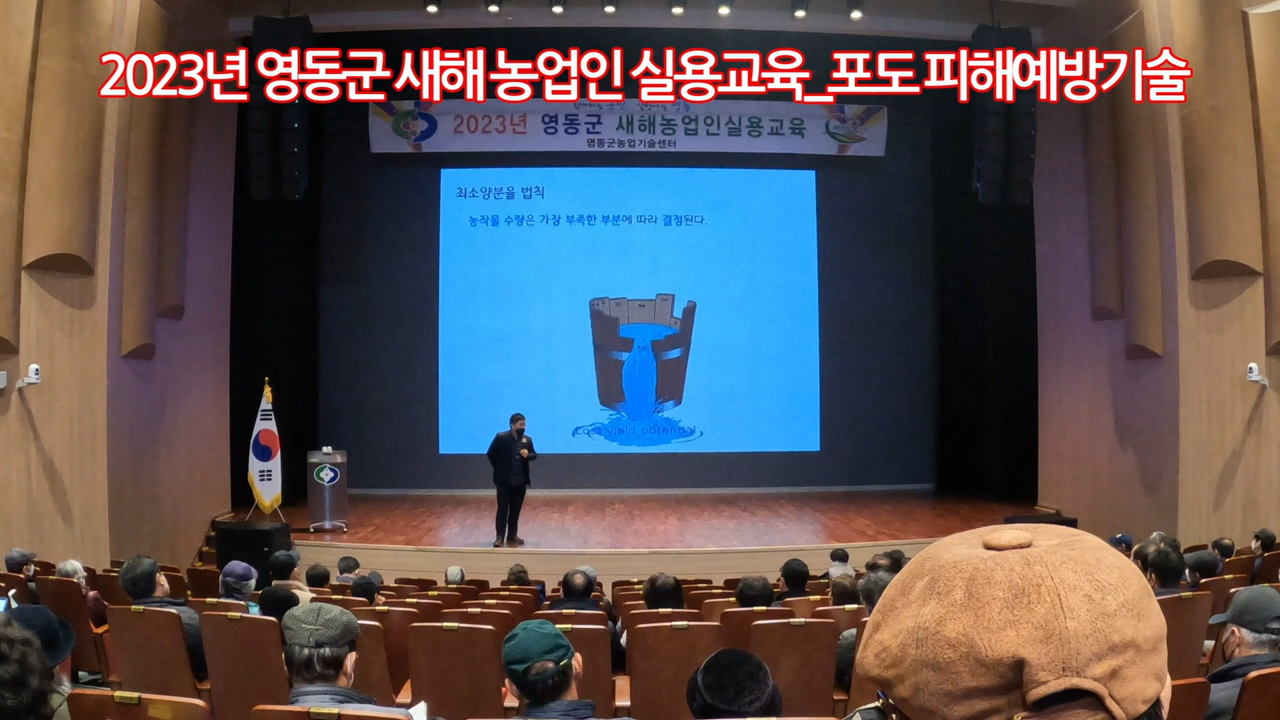 2023년 영동군 새해 농업인 실용교육_포도 피해예방기술
2023년 영동군 새해농업인실용교육
영동군농업기술센터
최소양분율 법칙
농작물 수량은 가장 부족한 부분에 따라 결정된다.
Lost yield potential